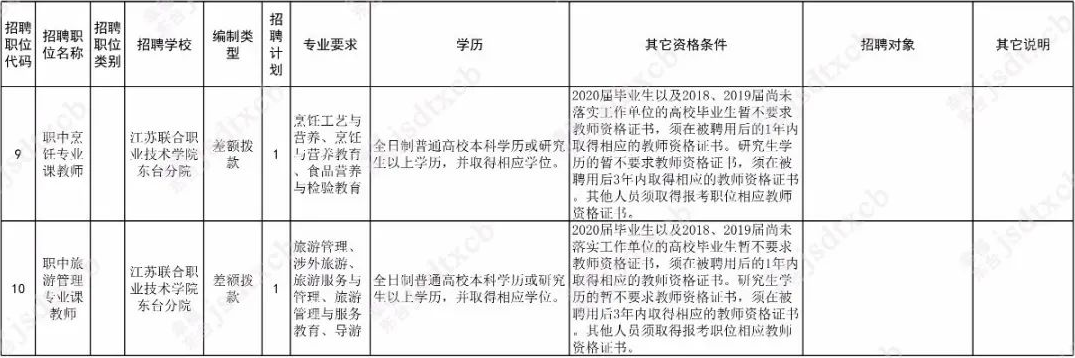 招聘职位代码
招聘职位名称
招聘职位类别
招聘学校
编制类型
招聘计划
专业要求
学历
其它资格条件
招聘对象
其它说明
9
职中烹
饪专业
课教师
江苏联合职
业技术学院
东台分院
差额拨
款
1
烹饪工艺与
营养、烹饪
与营养教育
、食品营养
与检验教育
全日制普通高校本科学历或研究
生以上学历，并取得相应学位。
2020届毕业生以及2018、2019届尚未
落实工作单位的高校毕业生暂不要求
教师资格证书，须在被聘用后的1年内
取得相应的教师资格证书。研究生学
历的暂不要求教师资格证书，须在被
聘用后3年内取得相应的教师资格证书
。其他人员须取得报考职位相应教师
资格证书。
10
职中旅
游管理
专业课
教师
江苏联合职
业技术学院
东台分院
差额拨
款
1
旅游管理、
涉外旅游、
旅游服务与
管理、旅游
管理与服务
教育、导游
全日制普通高校本科学历或研究
生以上学历，并取得相应学位。
2020届毕业生以及2018、2019届尚未
落实工作单位的高校毕业生暂不要求
教师资格证书，须在被聘用后的1年内
取得相应的教师资格证书。研究生学
历的暂不要求教师资格证书，须在被
聘用后3年内取得相应的教师资格证书
。其他人员须取得报考职位相应教师
资格证书。